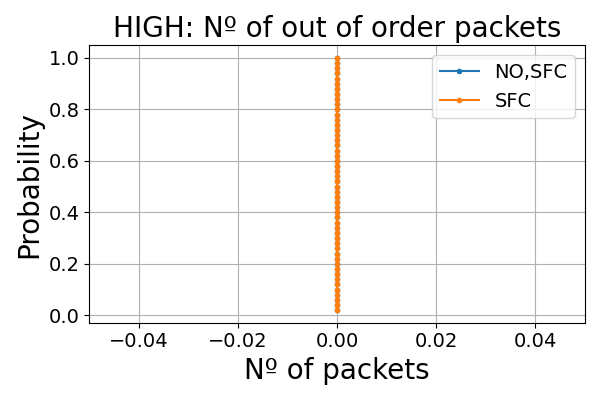 HIGH: Nº of out of order packets
Probability
1.0
0.8
0.6
0.4
0.2
0.0
NO,SFC
SFC
−0.04
−0.02
0.00
0.02
0.04
Nº of packets